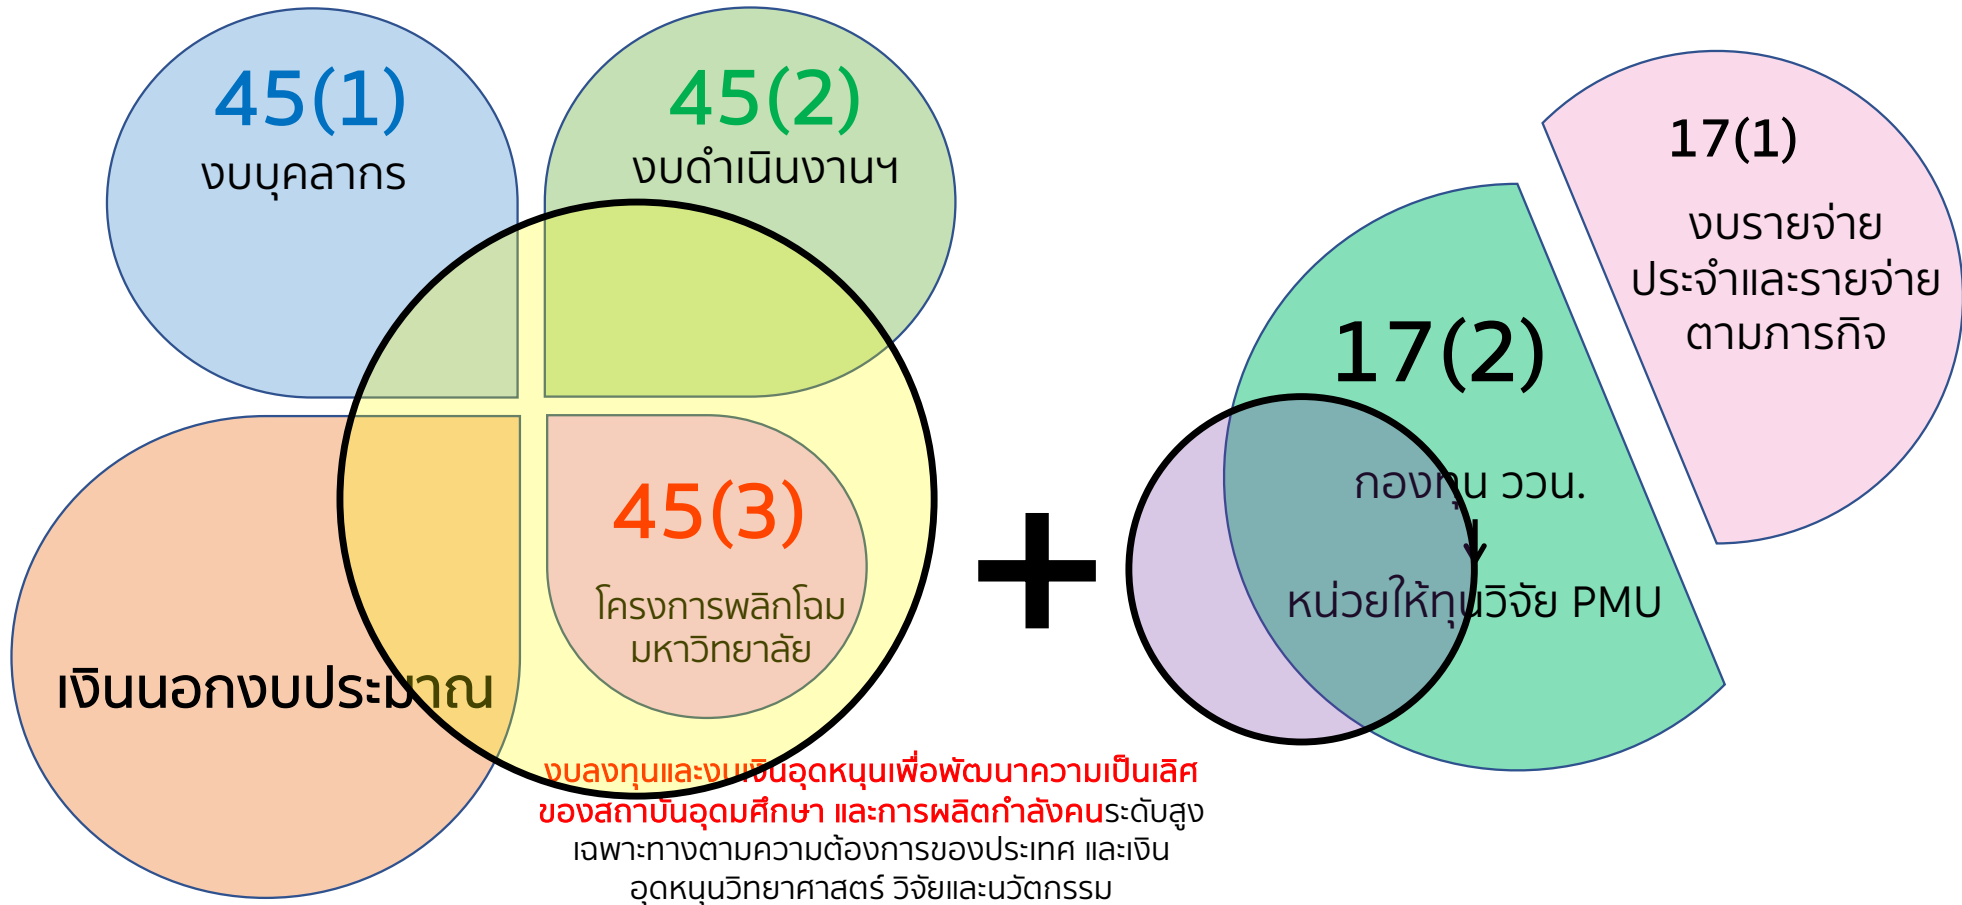 45(1)
งบบุคลากร
45(2)
งบดำเนินงานฯ
เงินนอกงบประมาณ
45(3)
โครงการพลิกโฉม
มหาวิทยาลัย
งบลงทุนและงบเงินอุดหนุนเพื่อพัฒนาความเป็นเลิศ
ของสถาบันอุดมศึกษา และการผลิตกำลังคนระดับสูง
เฉพาะทางตามความต้องการของประเทศ และเงิน
อุดหนุนวิทยาศาสตร์ วิจัยและนวัตกรรม
+
17(2)
กองทุน ววน.
หน่วยให้ทุนวิจัย PMU
17(1)
งบรายจ่าย
ประจำและรายจ่าย
ตามภารกิจ